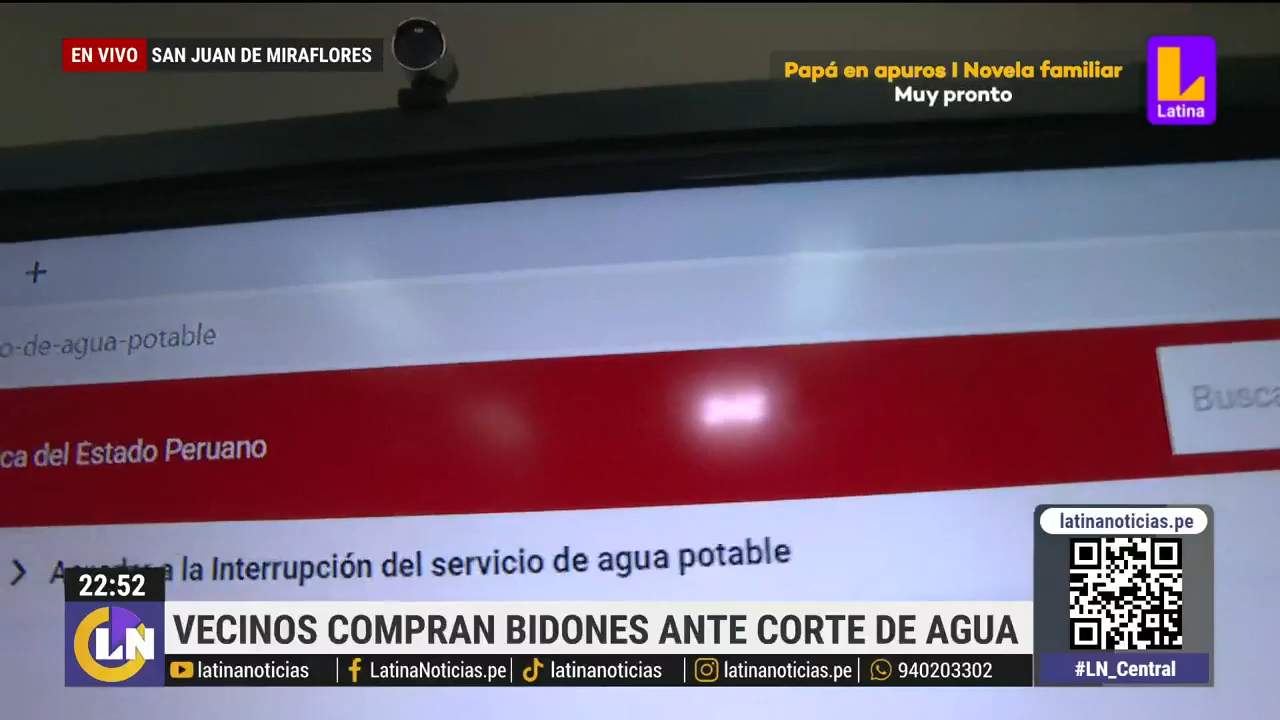 EN VIVO SAN JUAN DE MIRAFLORES
Papá en apuros I Novela familiar
Muy pronto
Latina
+
o-de-agua-potable
ca del Estado Peruano
Busca
> a la Interrupción del servicio de agua potable
22:52
LN
VECINOS COMPRAN BIDONES ANTE CORTE DE AGUA
latinanoticias | LatinaNoticias.pe | latinanoticias | latinanoticias.pe | 940203302
latinanoticias.pe
#LN_Central